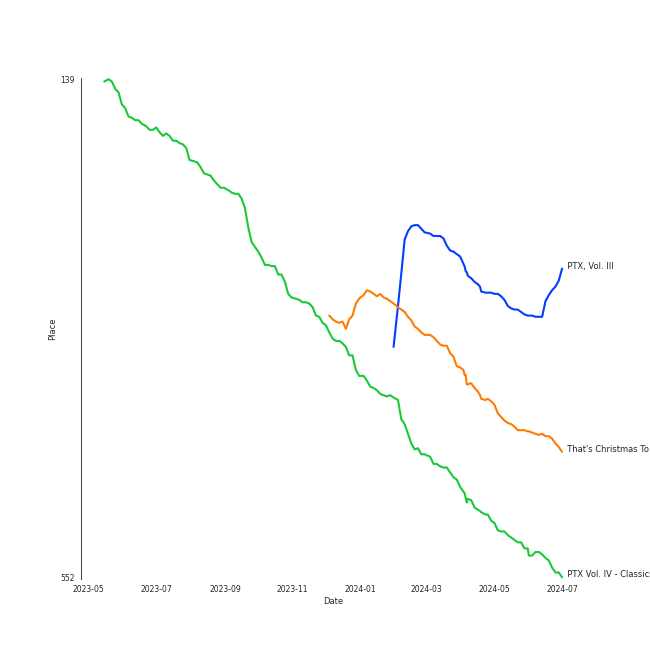 139
PTX, Vol. III
Place
That's Christmas To
PTX Vol. IV - Classic
552
2023-05 2023-07 2023-09 2023-11 2024-01 2024-03 2024-05 2024-07
Date